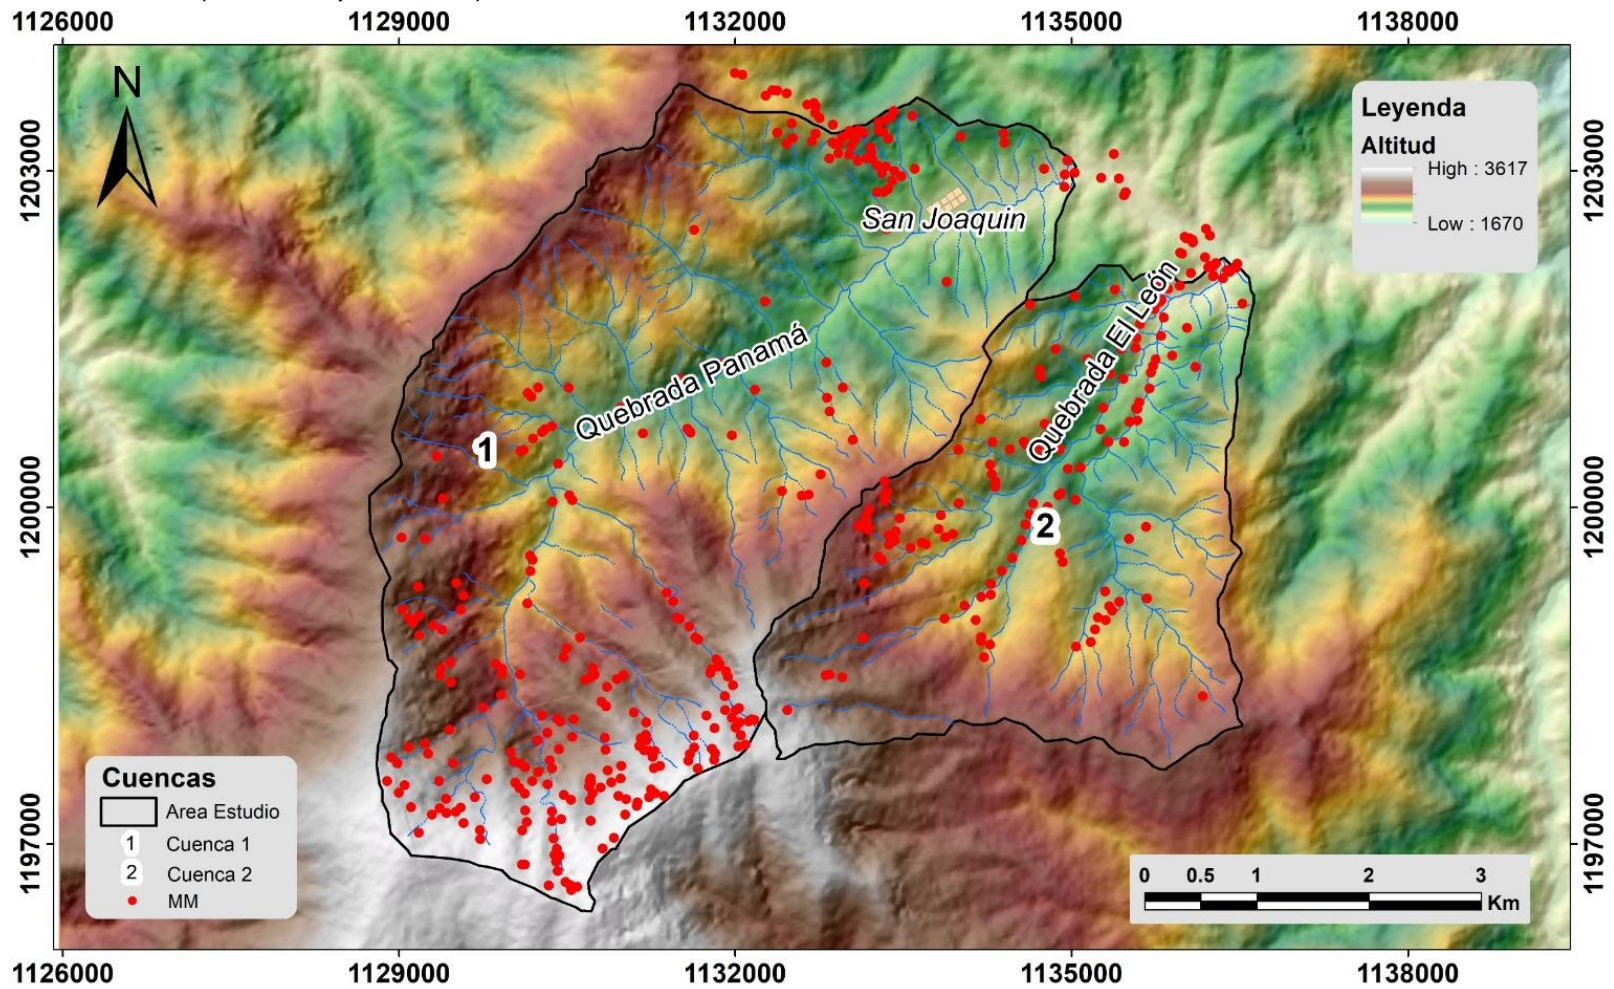 1126000 1129000 1132000 1135000 1138000
N
Leyenda
Altitud
High : 3617
Low : 1670
1203000
1203000
San Joaquin
Quebrada Panamá
Quebrada El León
1
2
1200000
1200000
Cuencas
Area Estudio
1 Cuenca 1
2 Cuenca 2
MM
1197000
1197000
0 0.5 1 2 3
Km
1126000 1129000 1132000 1135000 1138000